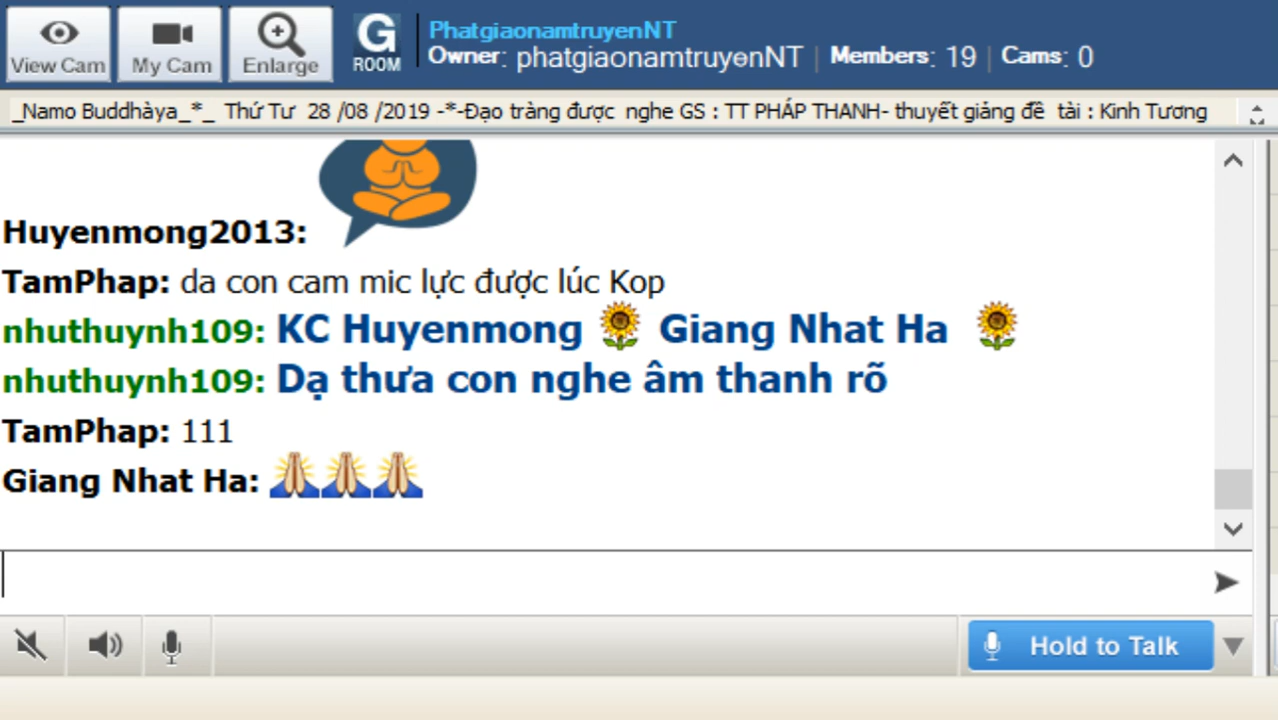 View Cam
My Cam
Enlarge
G ROOM
PhatgiaonamtruyenNT
Owner: phatgiaonamtruyenNT | Members: 19 | Cams: 0
_Namo Buddhàya_*_ Thứ Tư 28 /08 /2019 -*-Đạo tràng được nghe GS : TT PHÁP THANH- thuyết giảng đề tài : Kinh Tương
Huyenmong2013:
TamPhap: da con cam mic lực được lúc Kop
nhuthuynh109: KC Huyenmong 🌻 Giang Nhat Ha 🌻
nhuthuynh109: Dạ thưa con nghe âm thanh rõ
TamPhap: 111
Giang Nhat Ha: 🙏🙏🙏
Hold to Talk